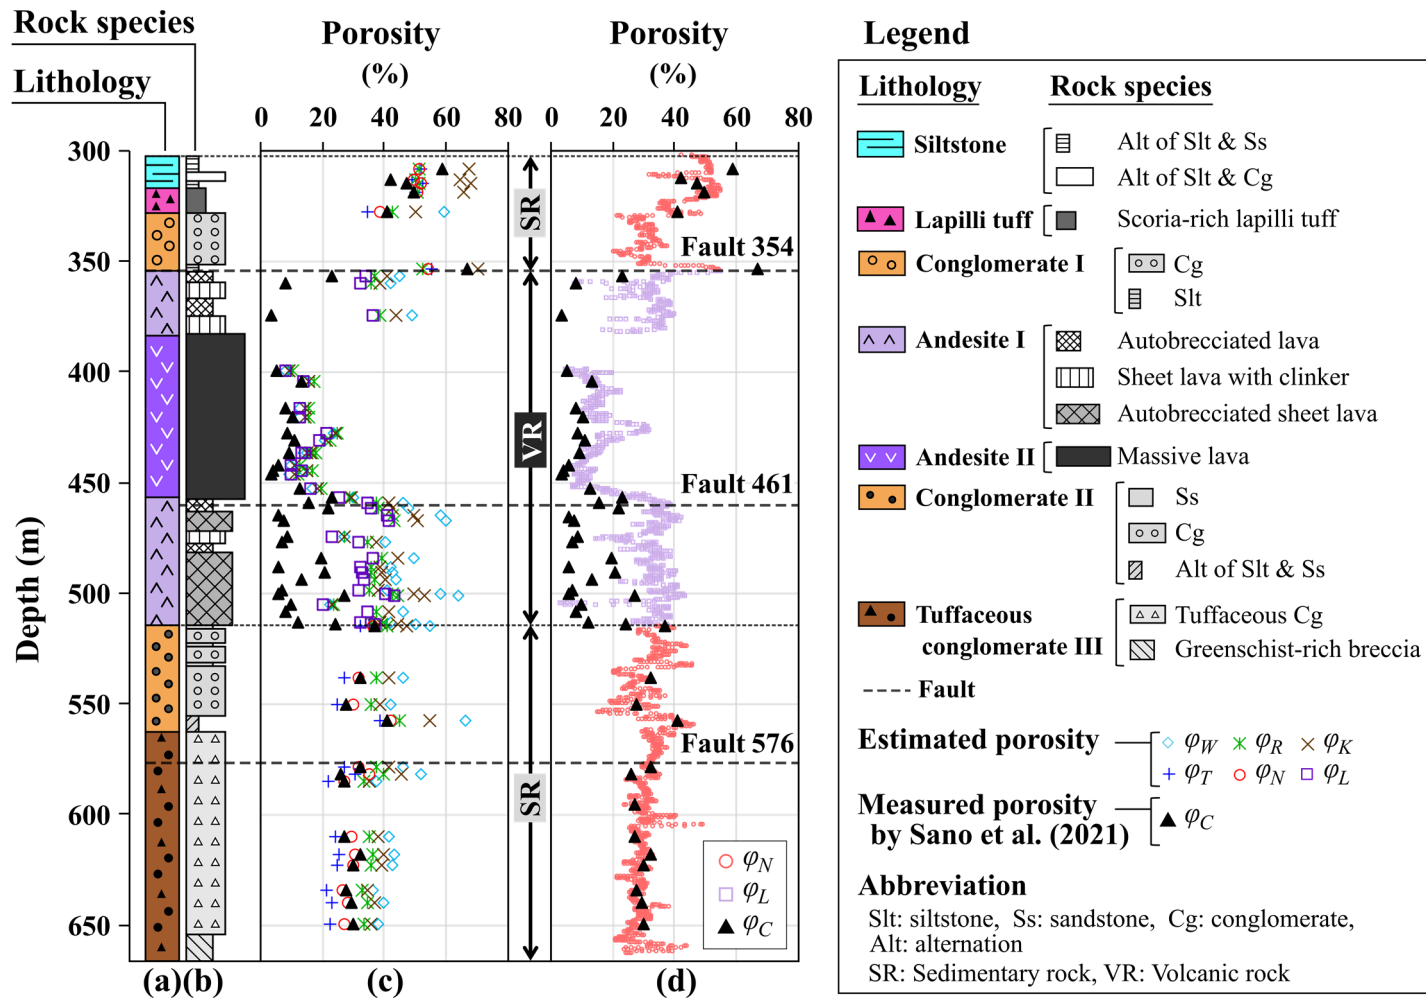 Rock species
Lithology
Porosity
(%)
0 20 40 60 80
Porosity
(%)
0 20 40 60 80
Depth (m)
300
350
400
450
500
550
600
650
SR
VR
SR
Fault 354
Fault 461
Fault 576
φN
φL
φC
(a) (b) (c) (d)
Legend
Lithology Rock species
Siltstone
Alt of Slt & Ss
Alt of Slt & Cg
Lapilli tuff
Scoria-rich lapilli tuff
Conglomerate I
Cg
Slt
Andesite I
Autobrecciated lava
Sheet lava with clinker
Autobrecciated sheet lava
Andesite II
Massive lava
Conglomerate II
Ss
Cg
Alt of Slt & Ss
Tuffaceous
conglomerate III
Tuffaceous Cg
Greenschist-rich breccia
Fault
Estimated porosity
φW φR φK
φT φN φL
Measured porosity
by Sano et al. (2021)
φC
Abbreviation
Slt: siltstone, Ss: sandstone, Cg: conglomerate,
Alt: alternation
SR: Sedimentary rock, VR: Volcanic rock